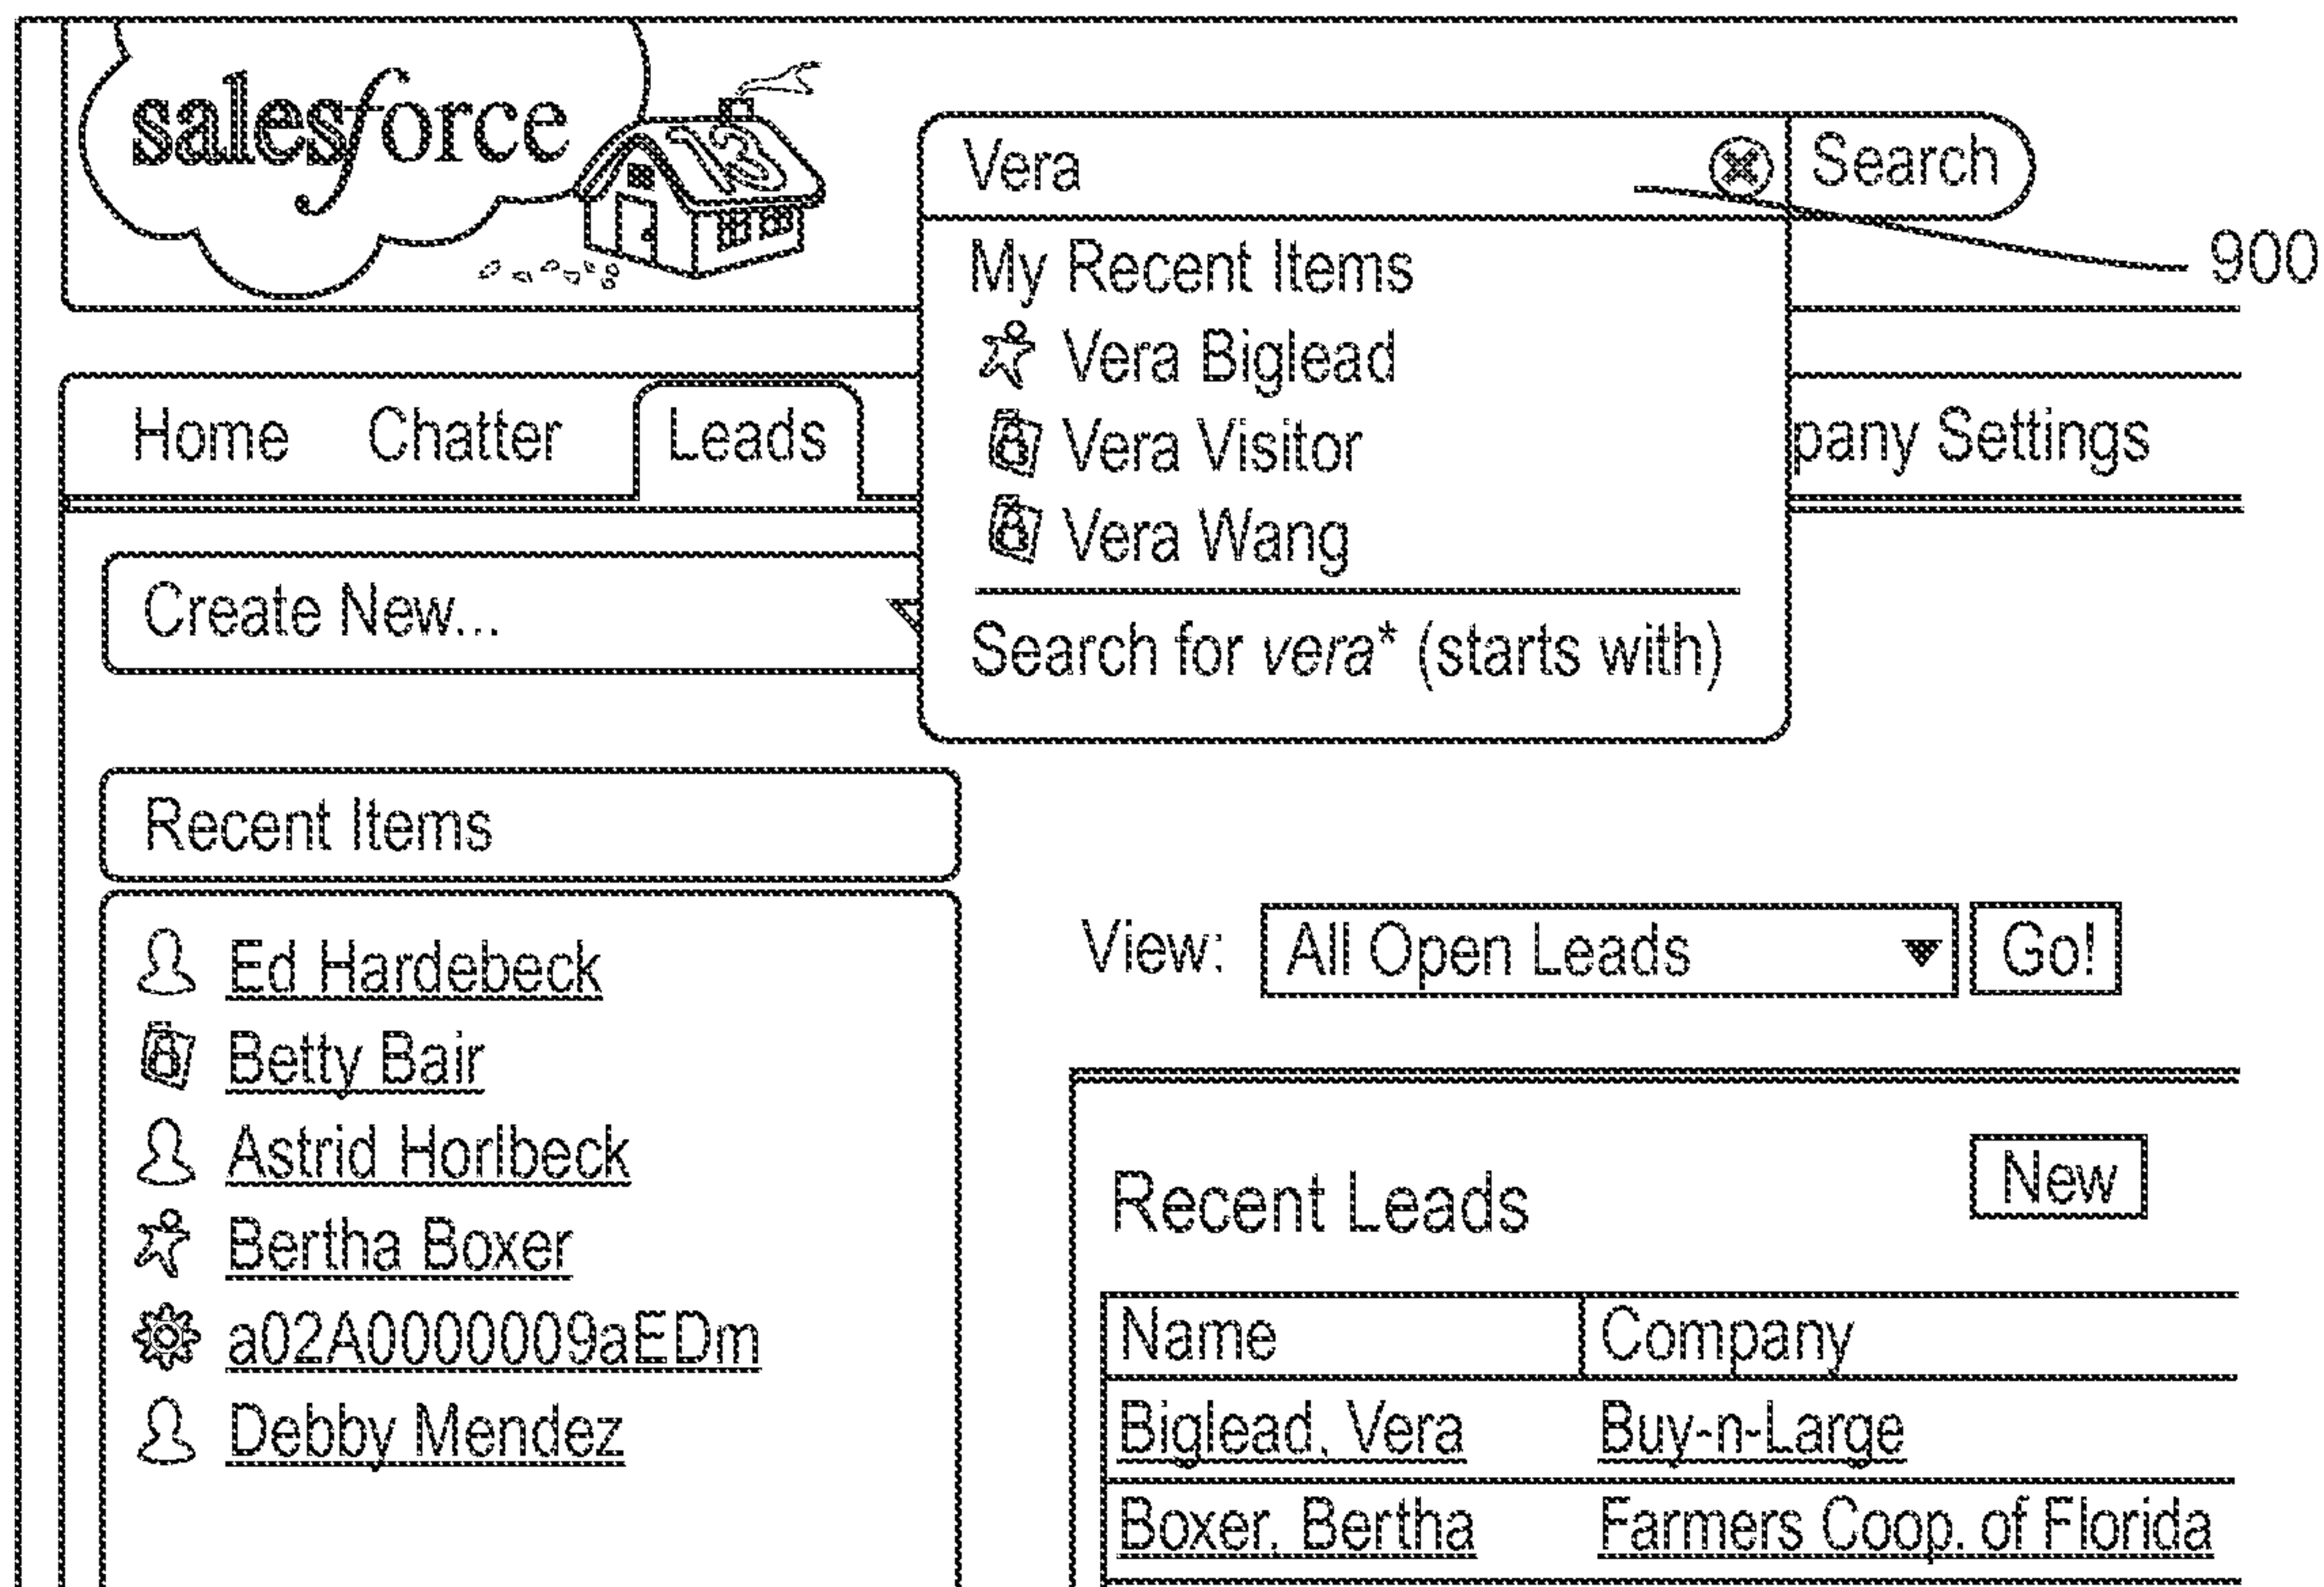 salesforce
13
Vera
Search
900
My Recent Items
Vera Biglead
Vera Visitor
Vera Wang
Search for vera* (starts with)
Home Chatter Leads pany Settings
Create New...
Recent Items
Ed Hardebeck
Betty Bair
Astrid Horlbeck
Bertha Boxer
a02A0000009aEDm
Debby Mendez
View: All Open Leads Go!
Recent Leads New
Name Company
Biglead, Vera Buy-n-Large
Boxer, Bertha Farmers Coop. of Florida